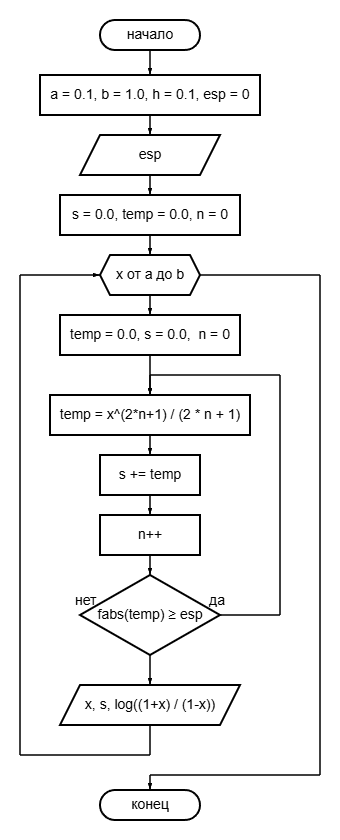 начало
a = 0.1, b = 1.0, h = 0.1, esp = 0
esp
s = 0.0, temp = 0.0, n = 0
x от a до b
temp = 0.0, s = 0.0, n = 0
temp = x^(2*n+1) / (2 * n + 1)
s += temp
n++
нет
да
fabs(temp) ≥ esp
x, s, log((1+x) / (1-x))
конец